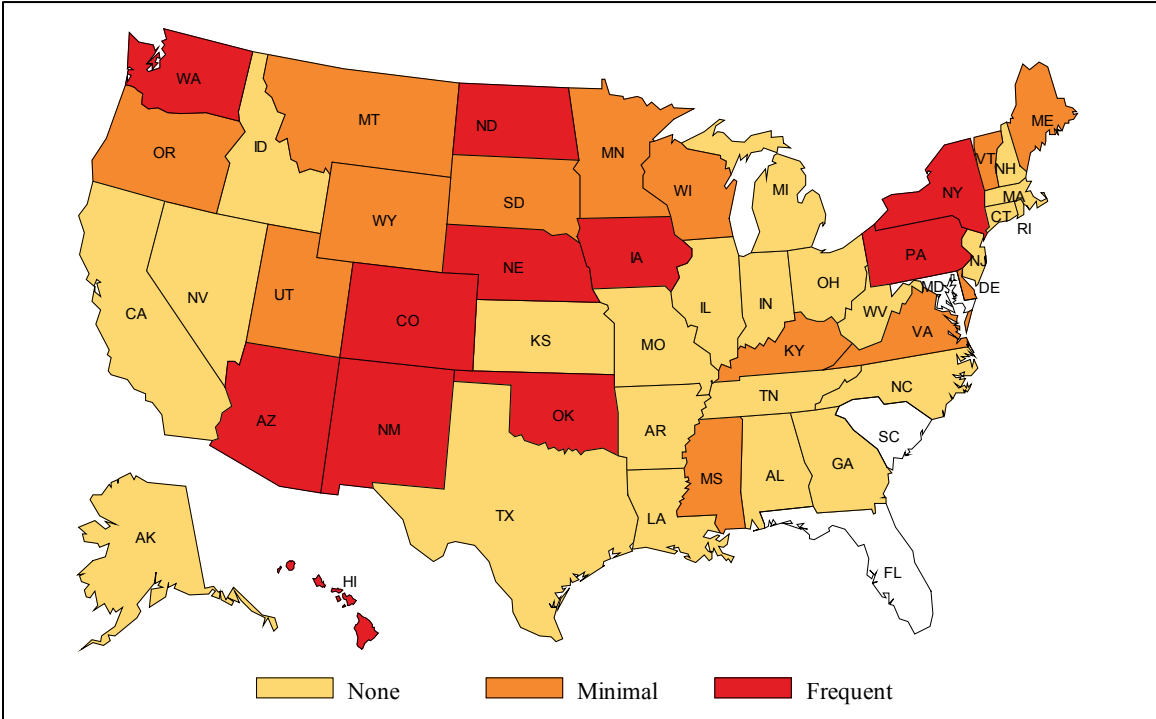 WA
MT
ND
MN
ME
OR
ID
VT
NH
WI
MI
NY
MA
SD
WY
CT
RI
PA
NE
IA
NJ
OH
MD
DE
UT
NV
IL
IN
CA
CO
WV
VA
KS
MO
KY
TN
NC
AZ
NM
OK
AR
SC
GA
MS
AL
TX
LA
AK
FL
HI
None Minimal Frequent